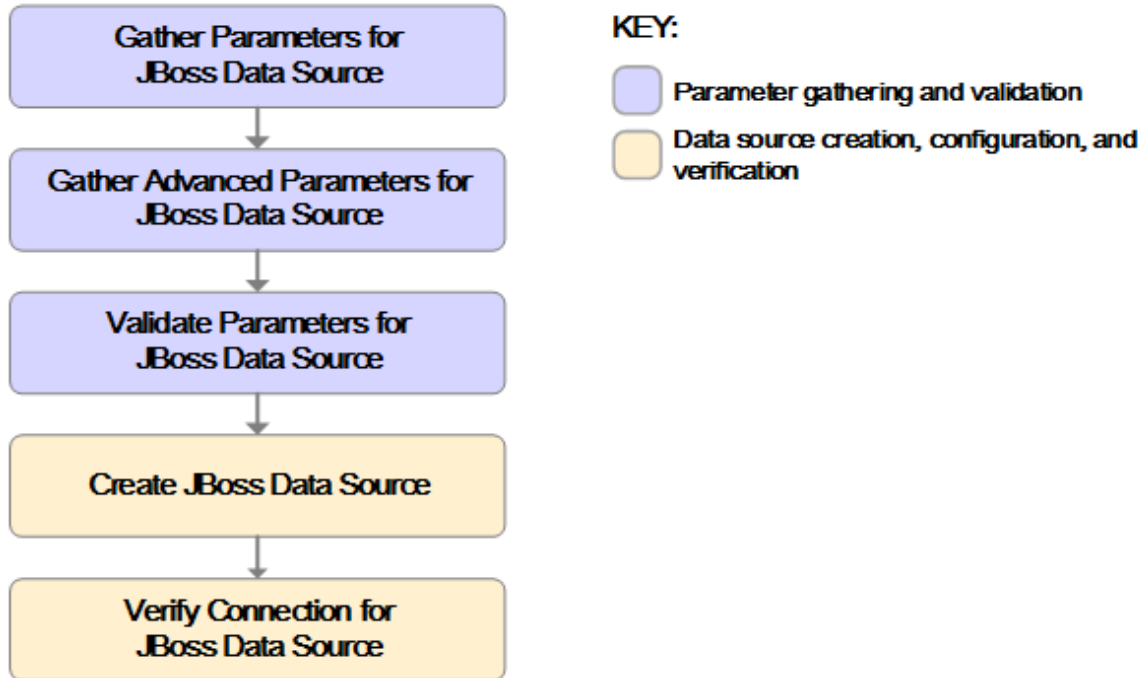 Gather Parameters for
JBoss Data Source
Gather Advanced Parameters for
JBoss Data Source
Validate Parameters for
JBoss Data Source
Create JBoss Data Source
Verify Connection for
JBoss Data Source
KEY:
Parameter gathering and validation
Data source creation, configuration, and
verification